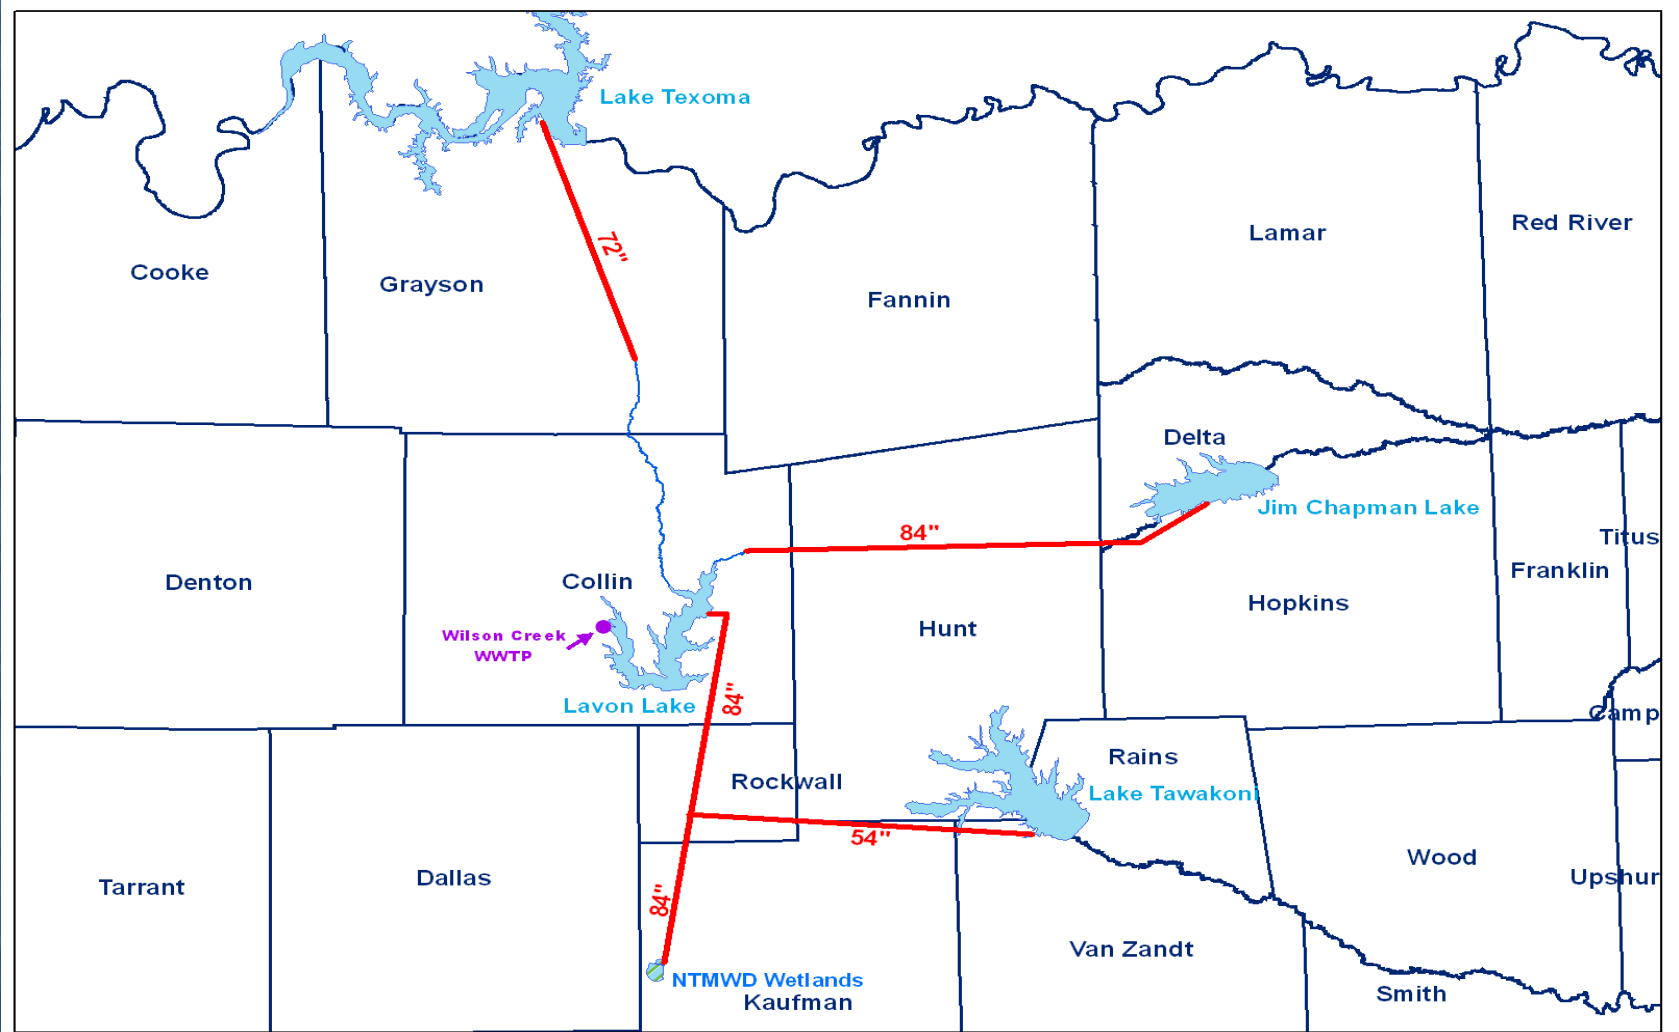 Lake Texoma
72"
Cooke
Grayson
Fannin
Lamar
Red River
Delta
Jim Chapman Lake
84"
Titus
Denton
Collin
Franklin
Hopkins
Hunt
Wilson Creek
WWTP
Lavon Lake
84"
Camp
Rains
Rockwall
Lake Tawakoni
54"
Wood
Tarrant
Dallas
Upshur
84"
Van Zandt
NTMWD Wetlands
Kaufman
Smith